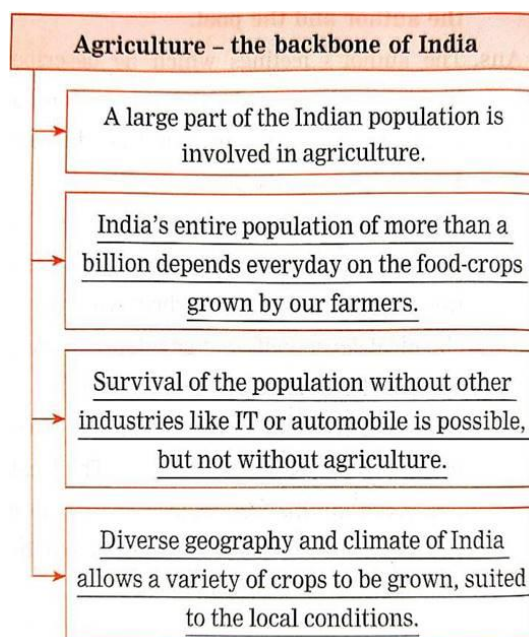 Agriculture – the backbone of India
A large part of the Indian population is
involved in agriculture.
India's entire population of more than a
billion depends everyday on the food-crops
grown by our farmers.
Survival of the population without other
industries like IT or automobile is possible,
but not without agriculture.
Diverse geography and climate of India
allows a variety of crops to be grown, suited
to the local conditions.